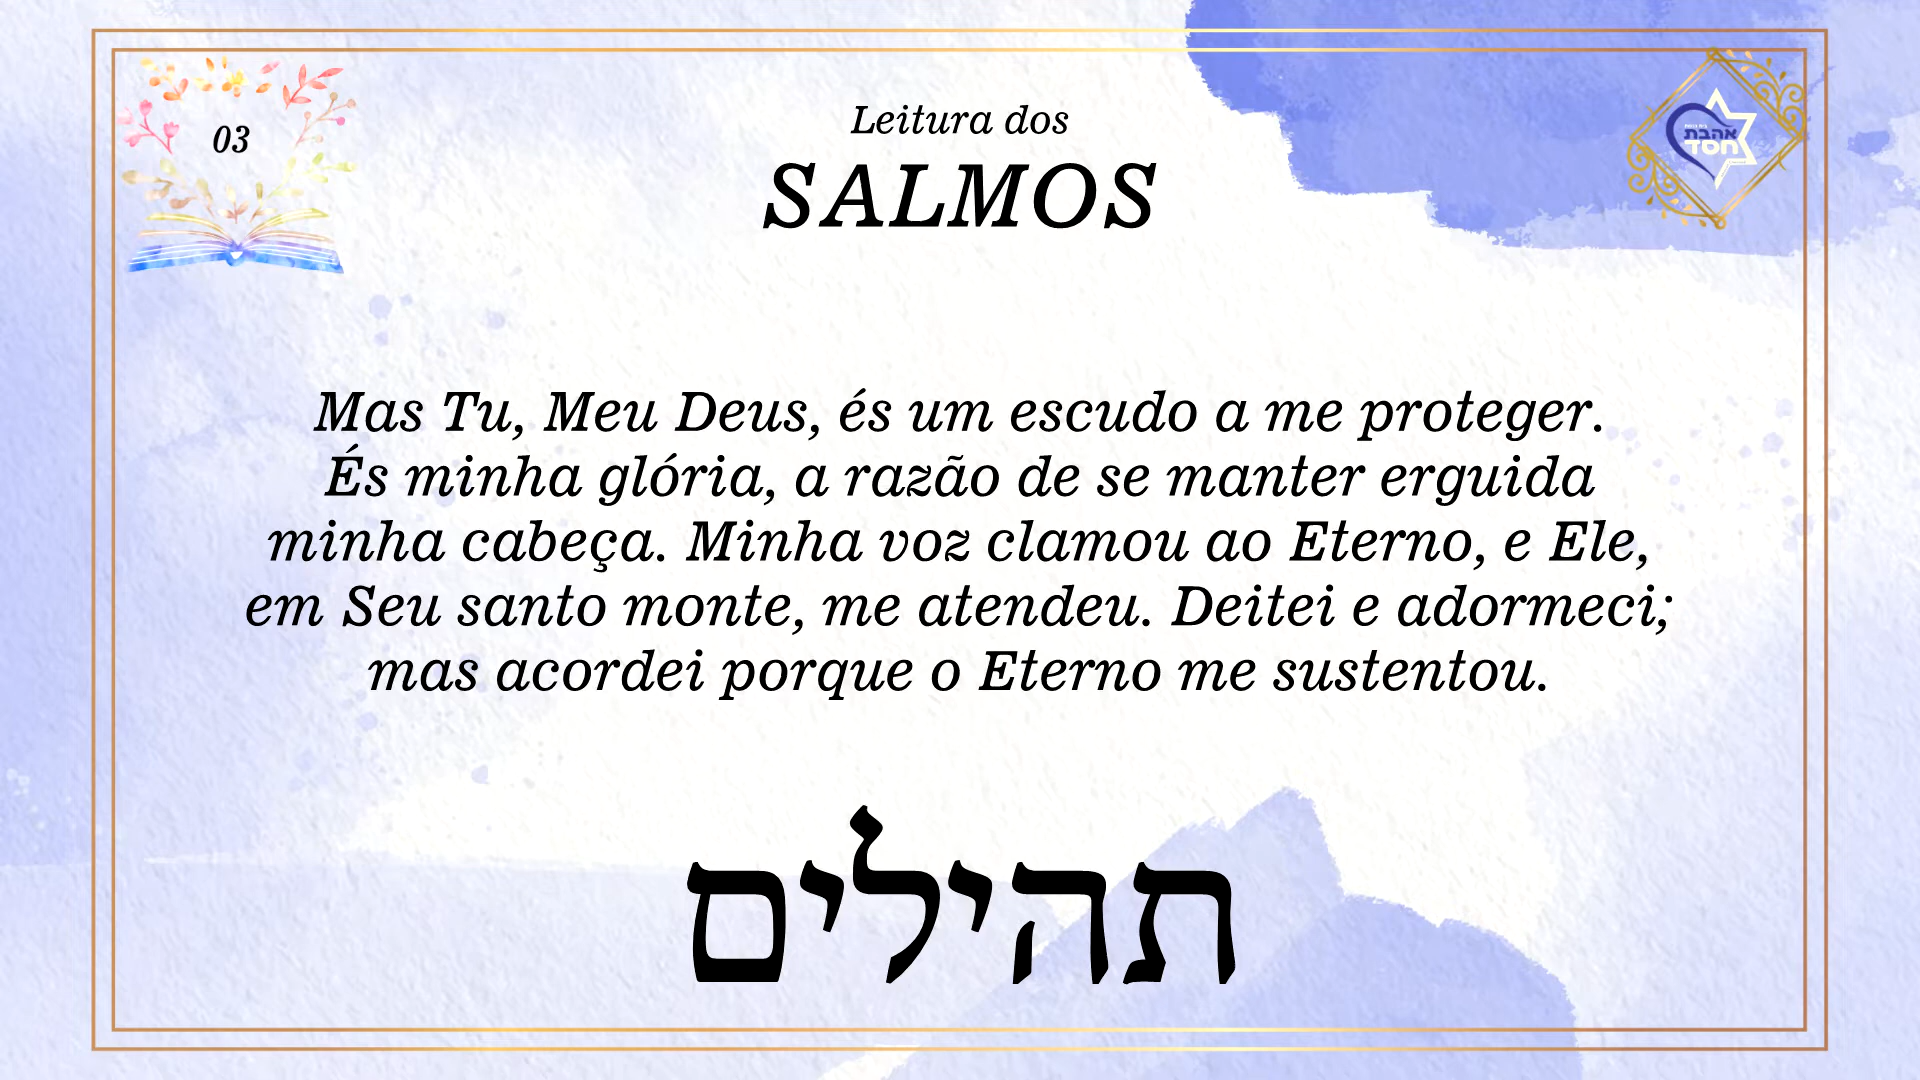 03
Leitura dos
SALMOS
אהבת
חסד
Mas Tu, Meu Deus, és um escudo a me proteger.
És minha glória, a razão de se manter erguida
minha cabeça. Minha voz clamou ao Eterno, e Ele,
em Seu santo monte, me atendeu. Deitei e adormeci;
mas acordei porque o Eterno me sustentou.
תהילים